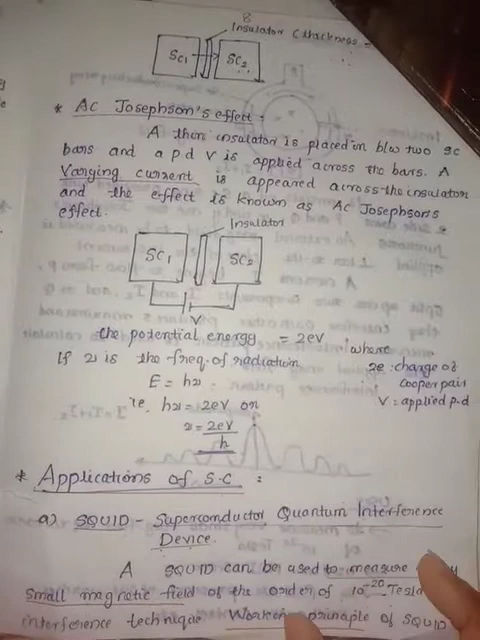 8
Insulator (thickness =
SC1
SC2
* Ac Josephson's effect :
A thin insulator is placed in b/w two sc
bars and a p d V is applied across the bars. A
Varying current is appeared across the insulator
and the effect is known as Ac Josephson's
effect.
Insulator
SC1
SC2
V
the potential energy = 2eV where
If ν is the freq. of radiation 2e : charge of
E = hν cooper pair
ie. hν = 2eV or V : applied p.d
ν = 2eV
h
* Applications of S.C :
a) SQUID - Superconductor Quantum Interference
Device.
A SQUID can be used to measure
small magnetic field of the order of 10-20 Tesla
interference technique Working principle of SQUID